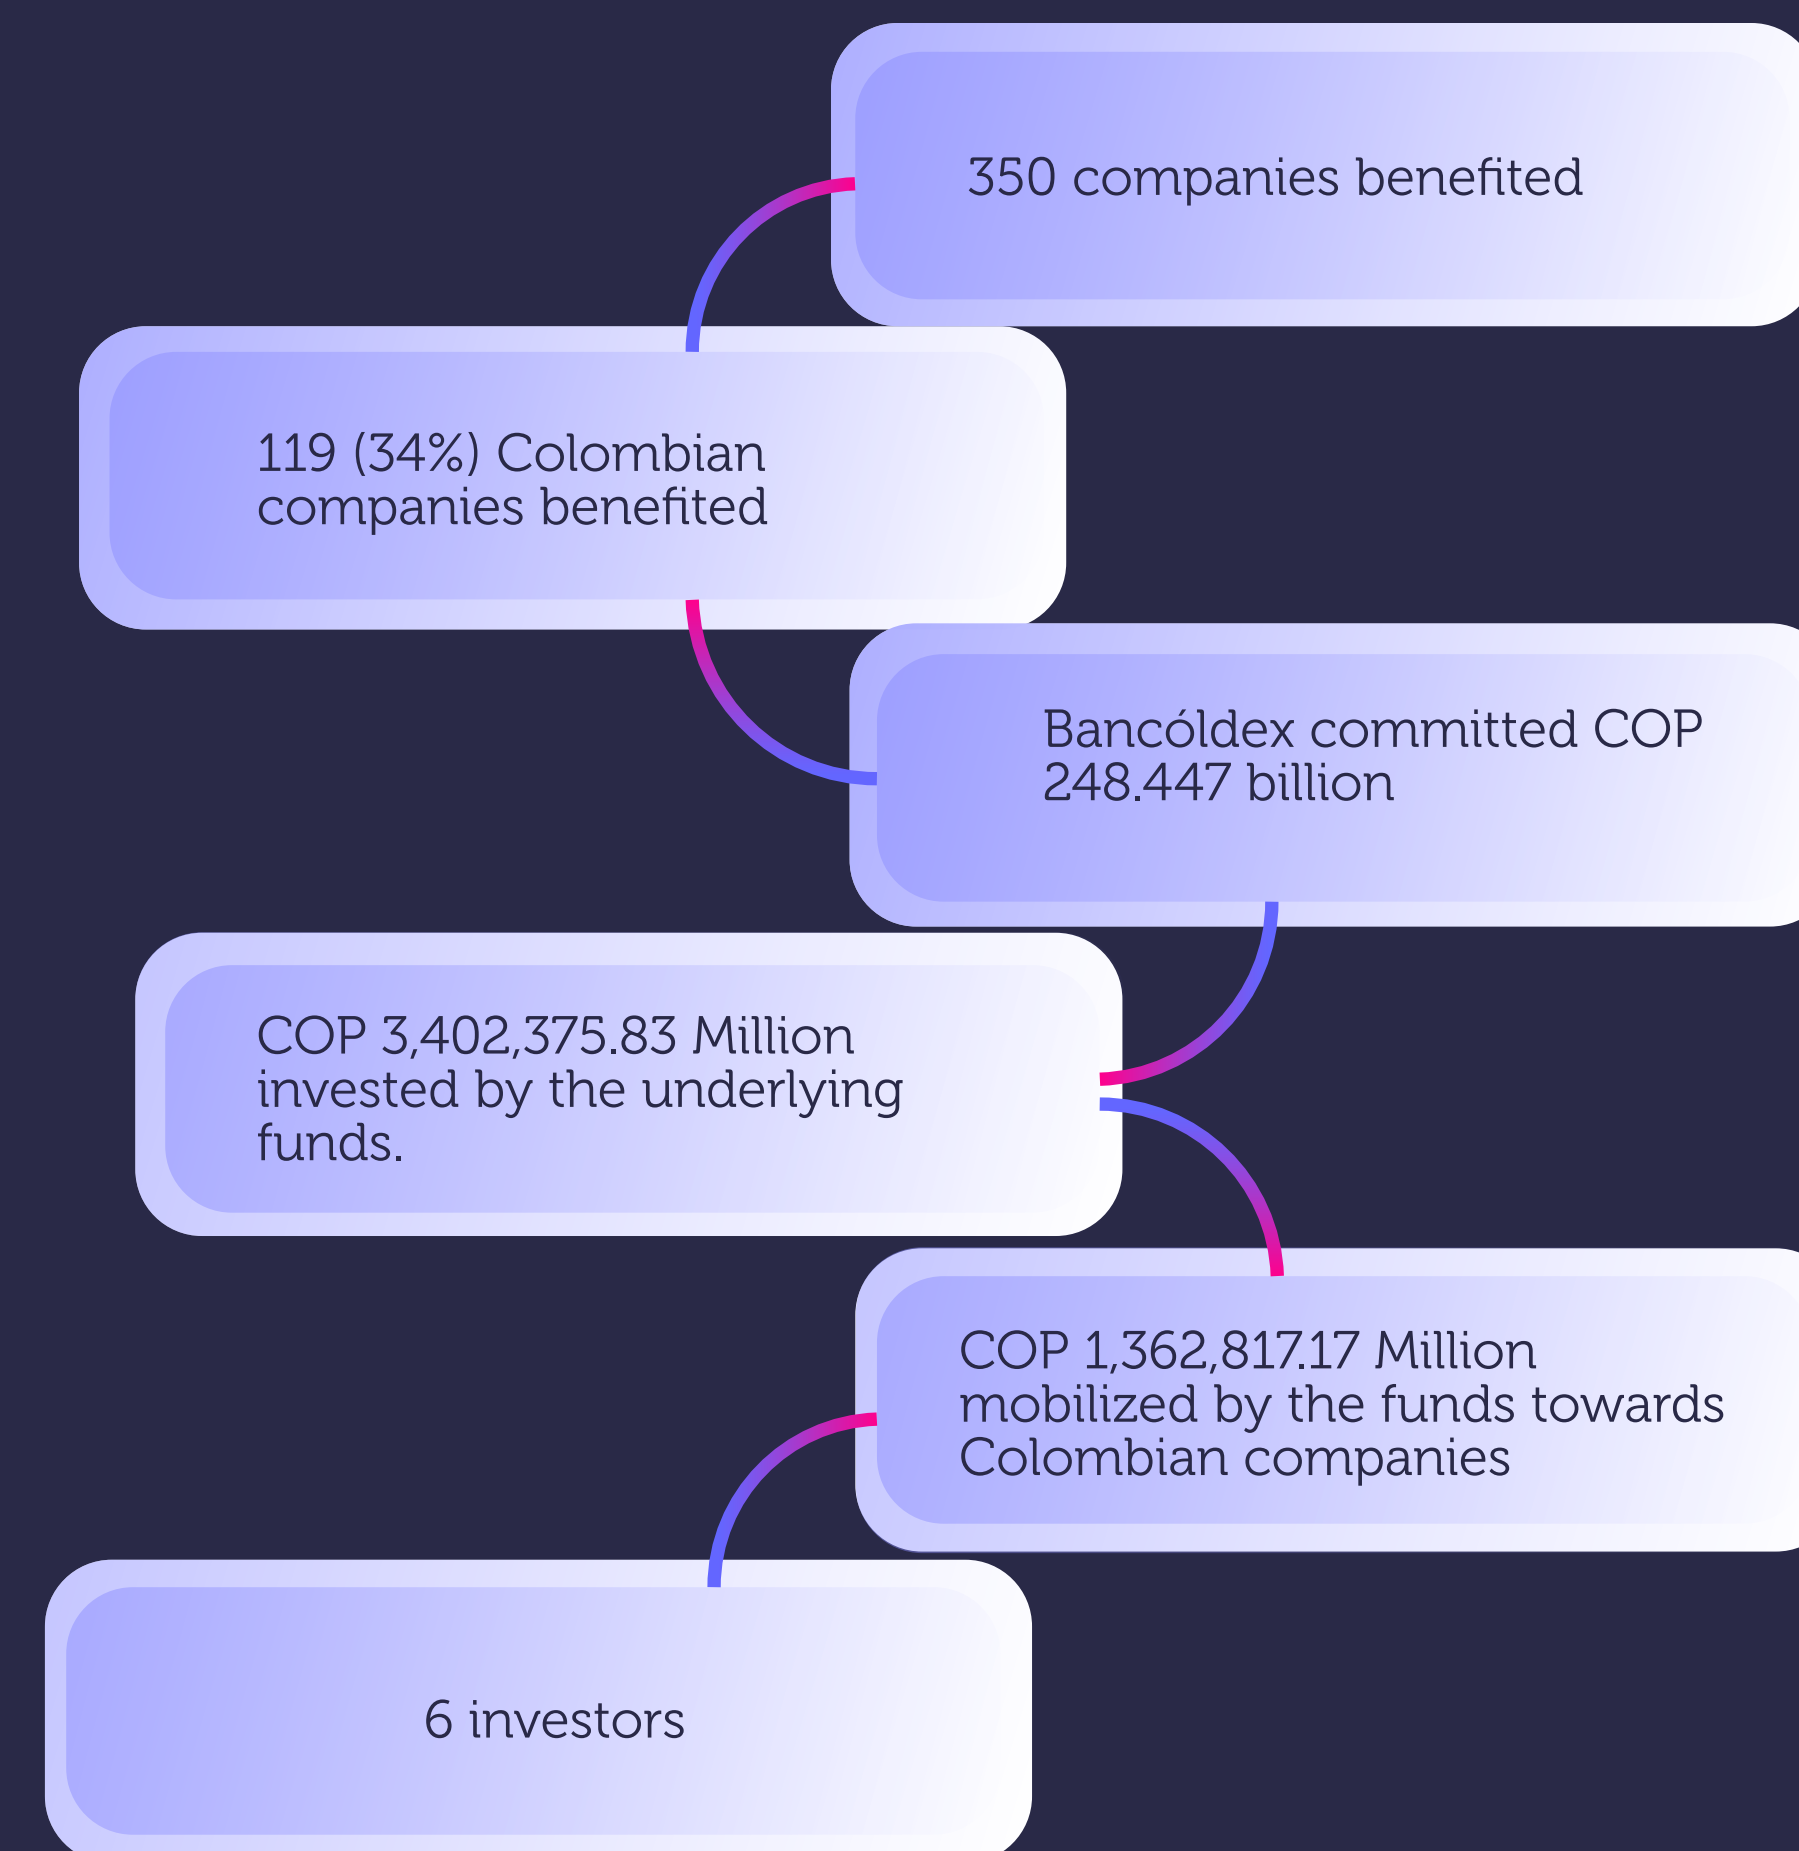 350 companies benefited
119 (34%) Colombian
companies benefited
Bancóldex committed COP
248.447 billion
COP 3,402,375.83 Million
invested by the underlying
funds.
COP 1,362,817.17 Million
mobilized by the funds towards
Colombian companies
6 investors